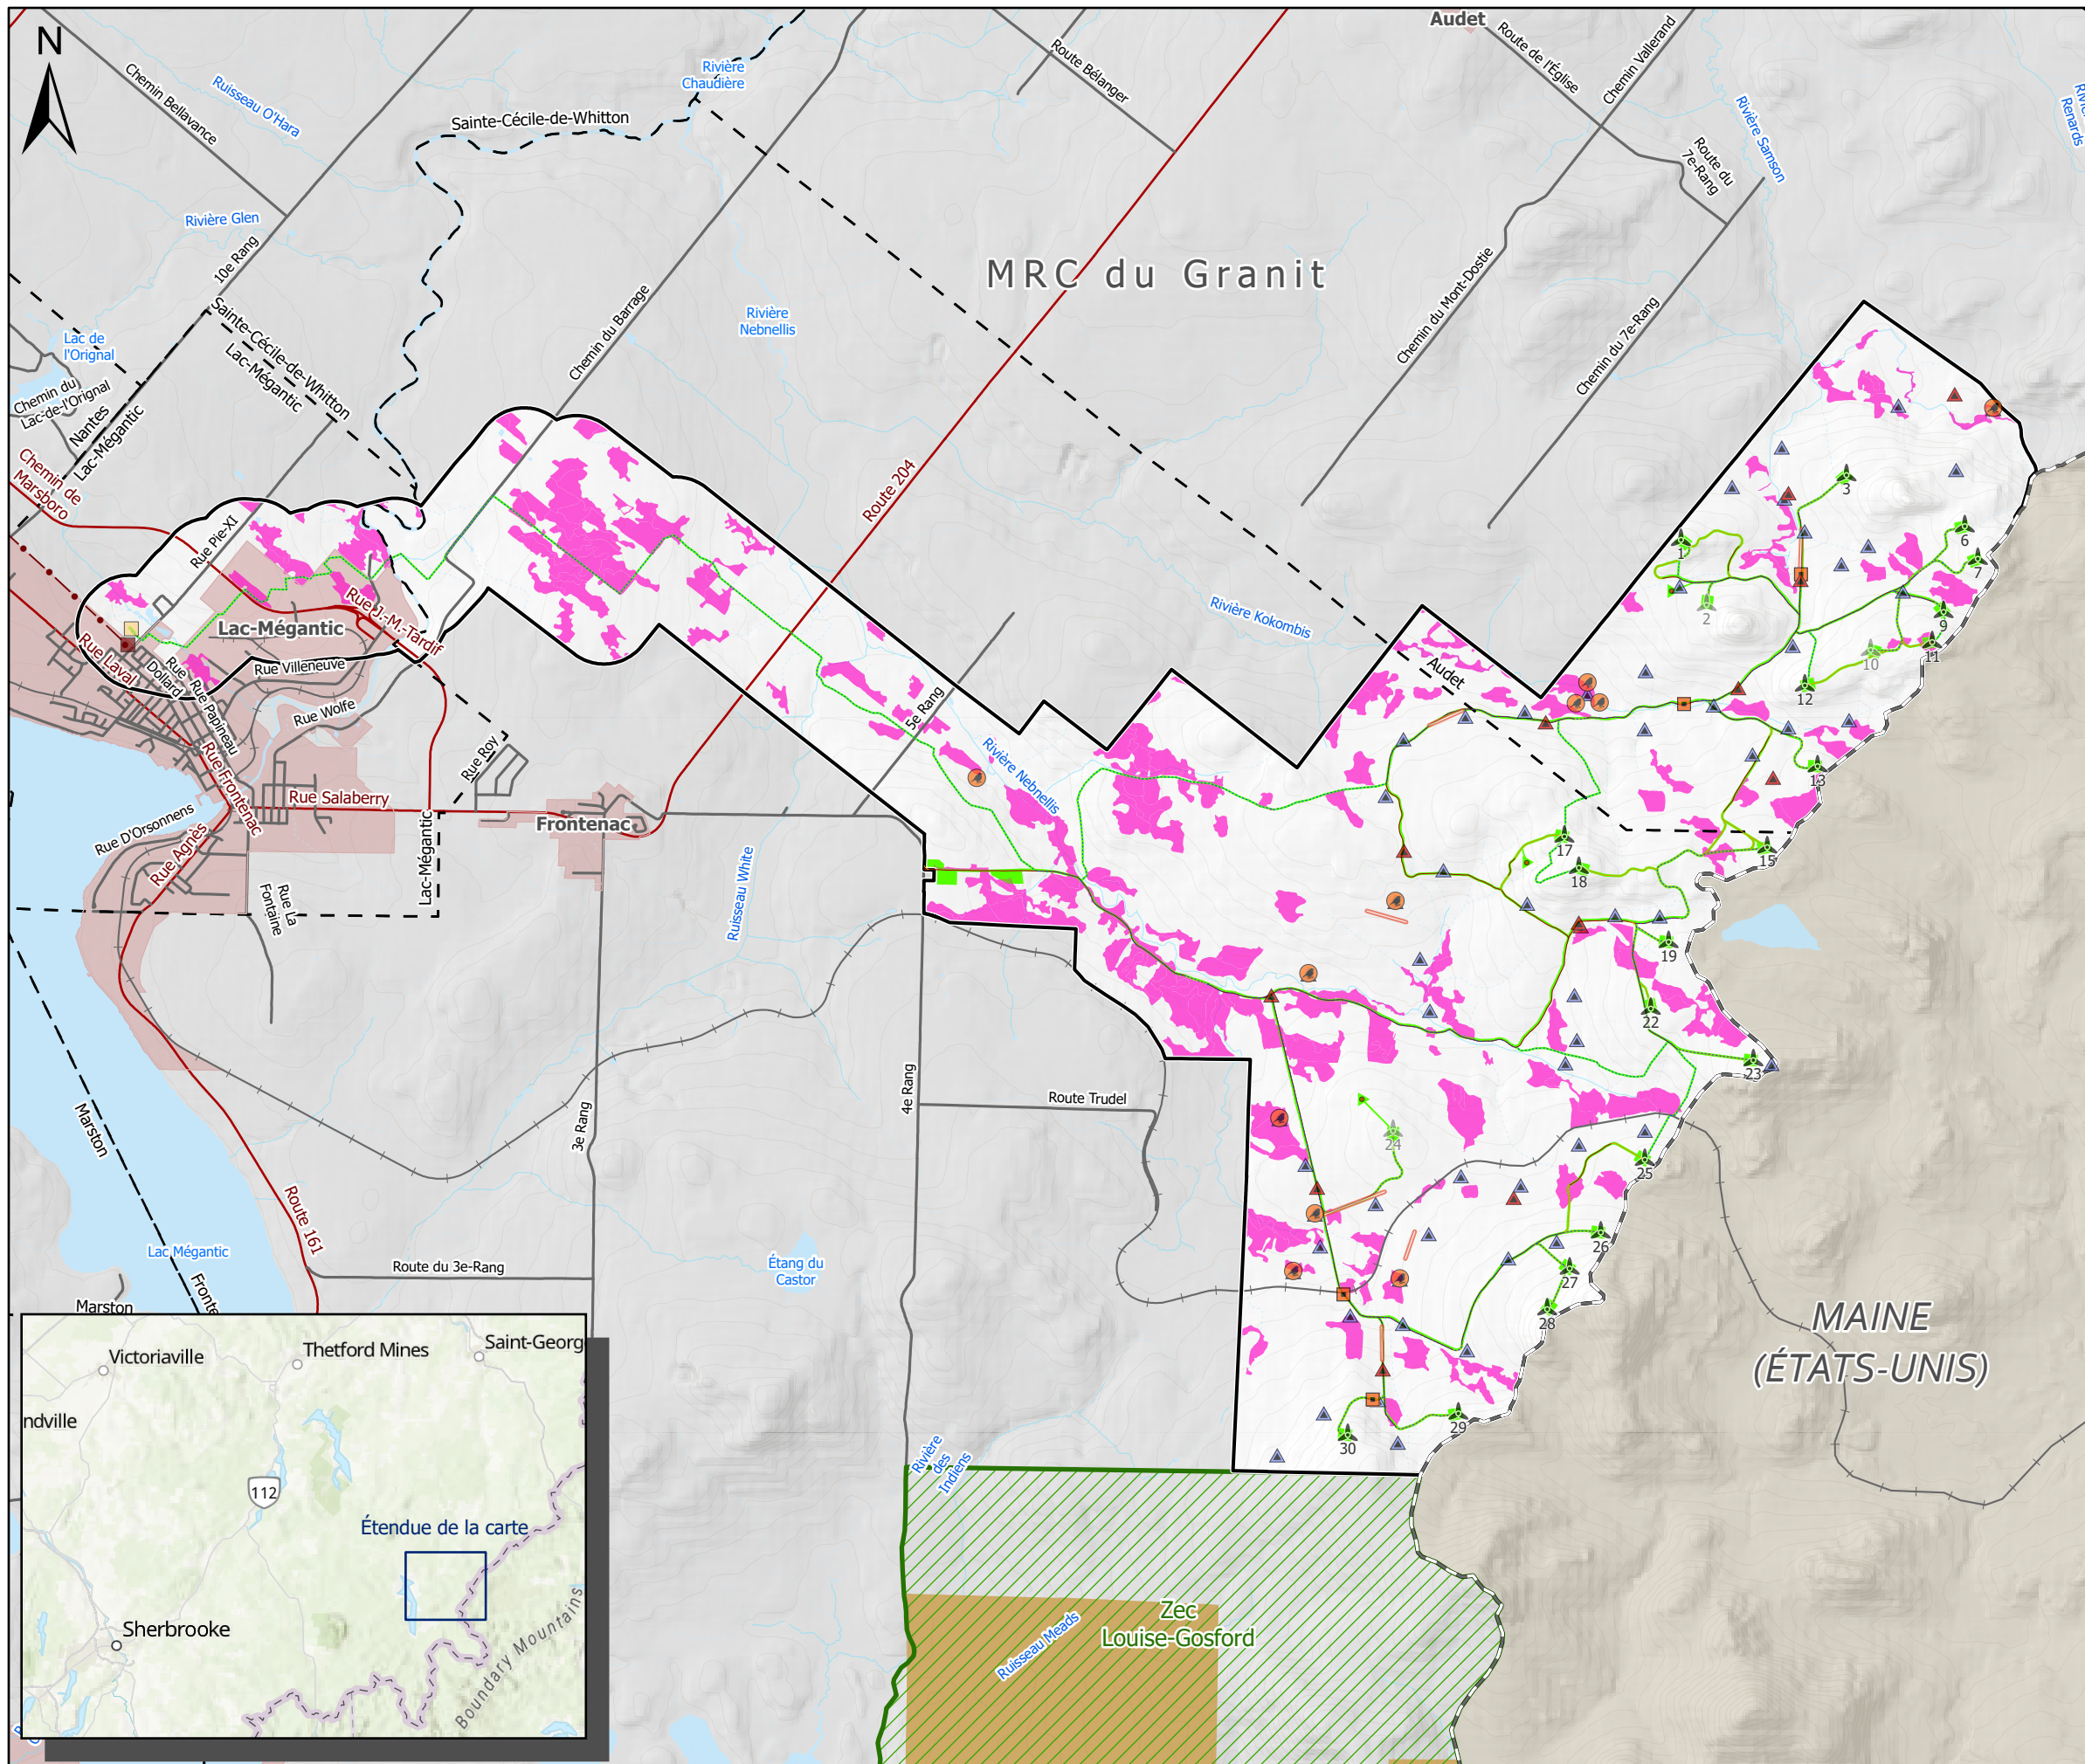 N
Audet
Route de l'Église
Chemin Vallerand
Route Bélanger
Rivière
Chaudière
Chemin Bellavance
Ruisseau O'Hara
Sainte-Cécile-de-Whitton
Rivière Samson
Renards
Route du
7e-Rang
Rivière Glen
10e Rang
MRC du Granit
Chemin du Mont-Dostie
Chemin du 7e-Rang
Chemin du Barrage
Rivière
Nebnellis
Lac de
l'Orignal
Sainte-Cécile-de-Whitton
Lac-Mégantic
Chemin du
Lac-de-l'Orignal
Nantes
Lac-Mégantic
Chemin de
Marsboro
Route 204
Rue Pie-XI
Rivière Kokombis
Rue J.-M.-Tardif
Lac-Mégantic
Rue Laval
Rue
Dollard
Rue Papineau
Rue Villeneuve
Rue Wolfe
Rue Roy
5e Rang
Rivière Nebnellis
Audet
Rue Frontenac
Rue Salaberry
Frontenac
Rue D'Orsonnens
Rue Agnès
Lac-Mégantic
Rue La
Fontaine
Ruisseau White
1
2
3
6
7
9
10
11
12
13
15
17
18
19
22
23
24
25
26
27
28
29
30
Marston
4e Rang
Route Trudel
3e Rang
Route 161
Lac Mégantic
Route du 3e-Rang
Étang du
Castor
Fronte
Marston
MAINE
(ÉTATS-UNIS)
Rivière
des
Indiens
Ruisseau Meads
Zec
Louise-Gosford
Victoriaville
Thetford Mines
Saint-Georg
ndville
112
Étendue de la carte
Sherbrooke
Boundary Mountains